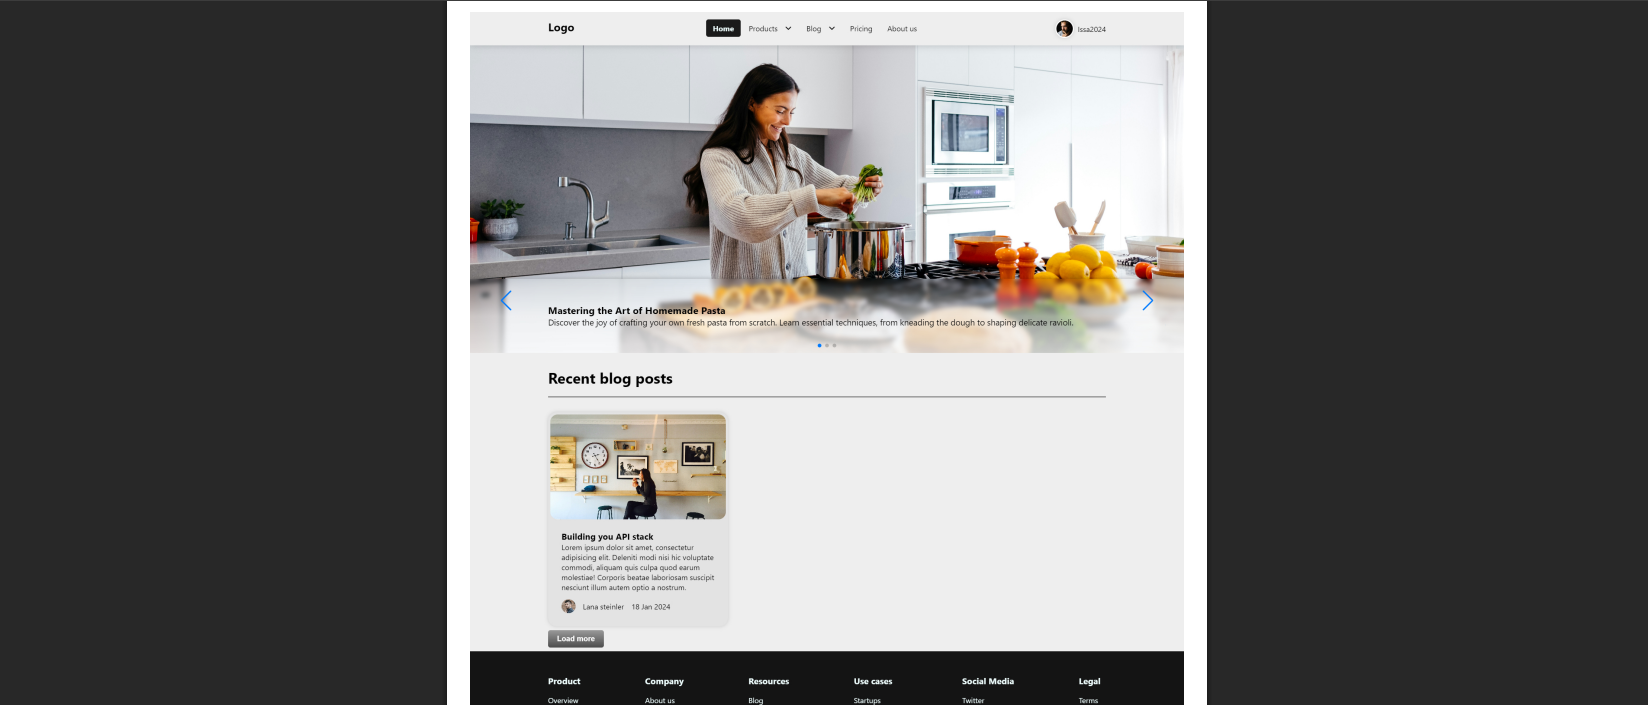 Logo
Home Products Blog Pricing About us
Issa2024
Mastering the Art of Homemade Pasta
Discover the joy of crafting your own fresh pasta from scratch. Learn essential techniques, from kneading the dough to shaping delicate ravioli.
Recent blog posts
Building you API stack
Lorem ipsum dolor sit amet, consectetur
adipisicing elit. Deleniti modi nisi hic voluptate
commodi, aliquam quis culpa quod earum
molestiae! Corporis beatae laboriosam suscipit
nesciunt illum autem optio a nostrum.
Lana steinler 18 Jan 2024
Load more
Product Company Resources Use cases Social Media Legal
Overview About us Blog Startups Twitter Terms